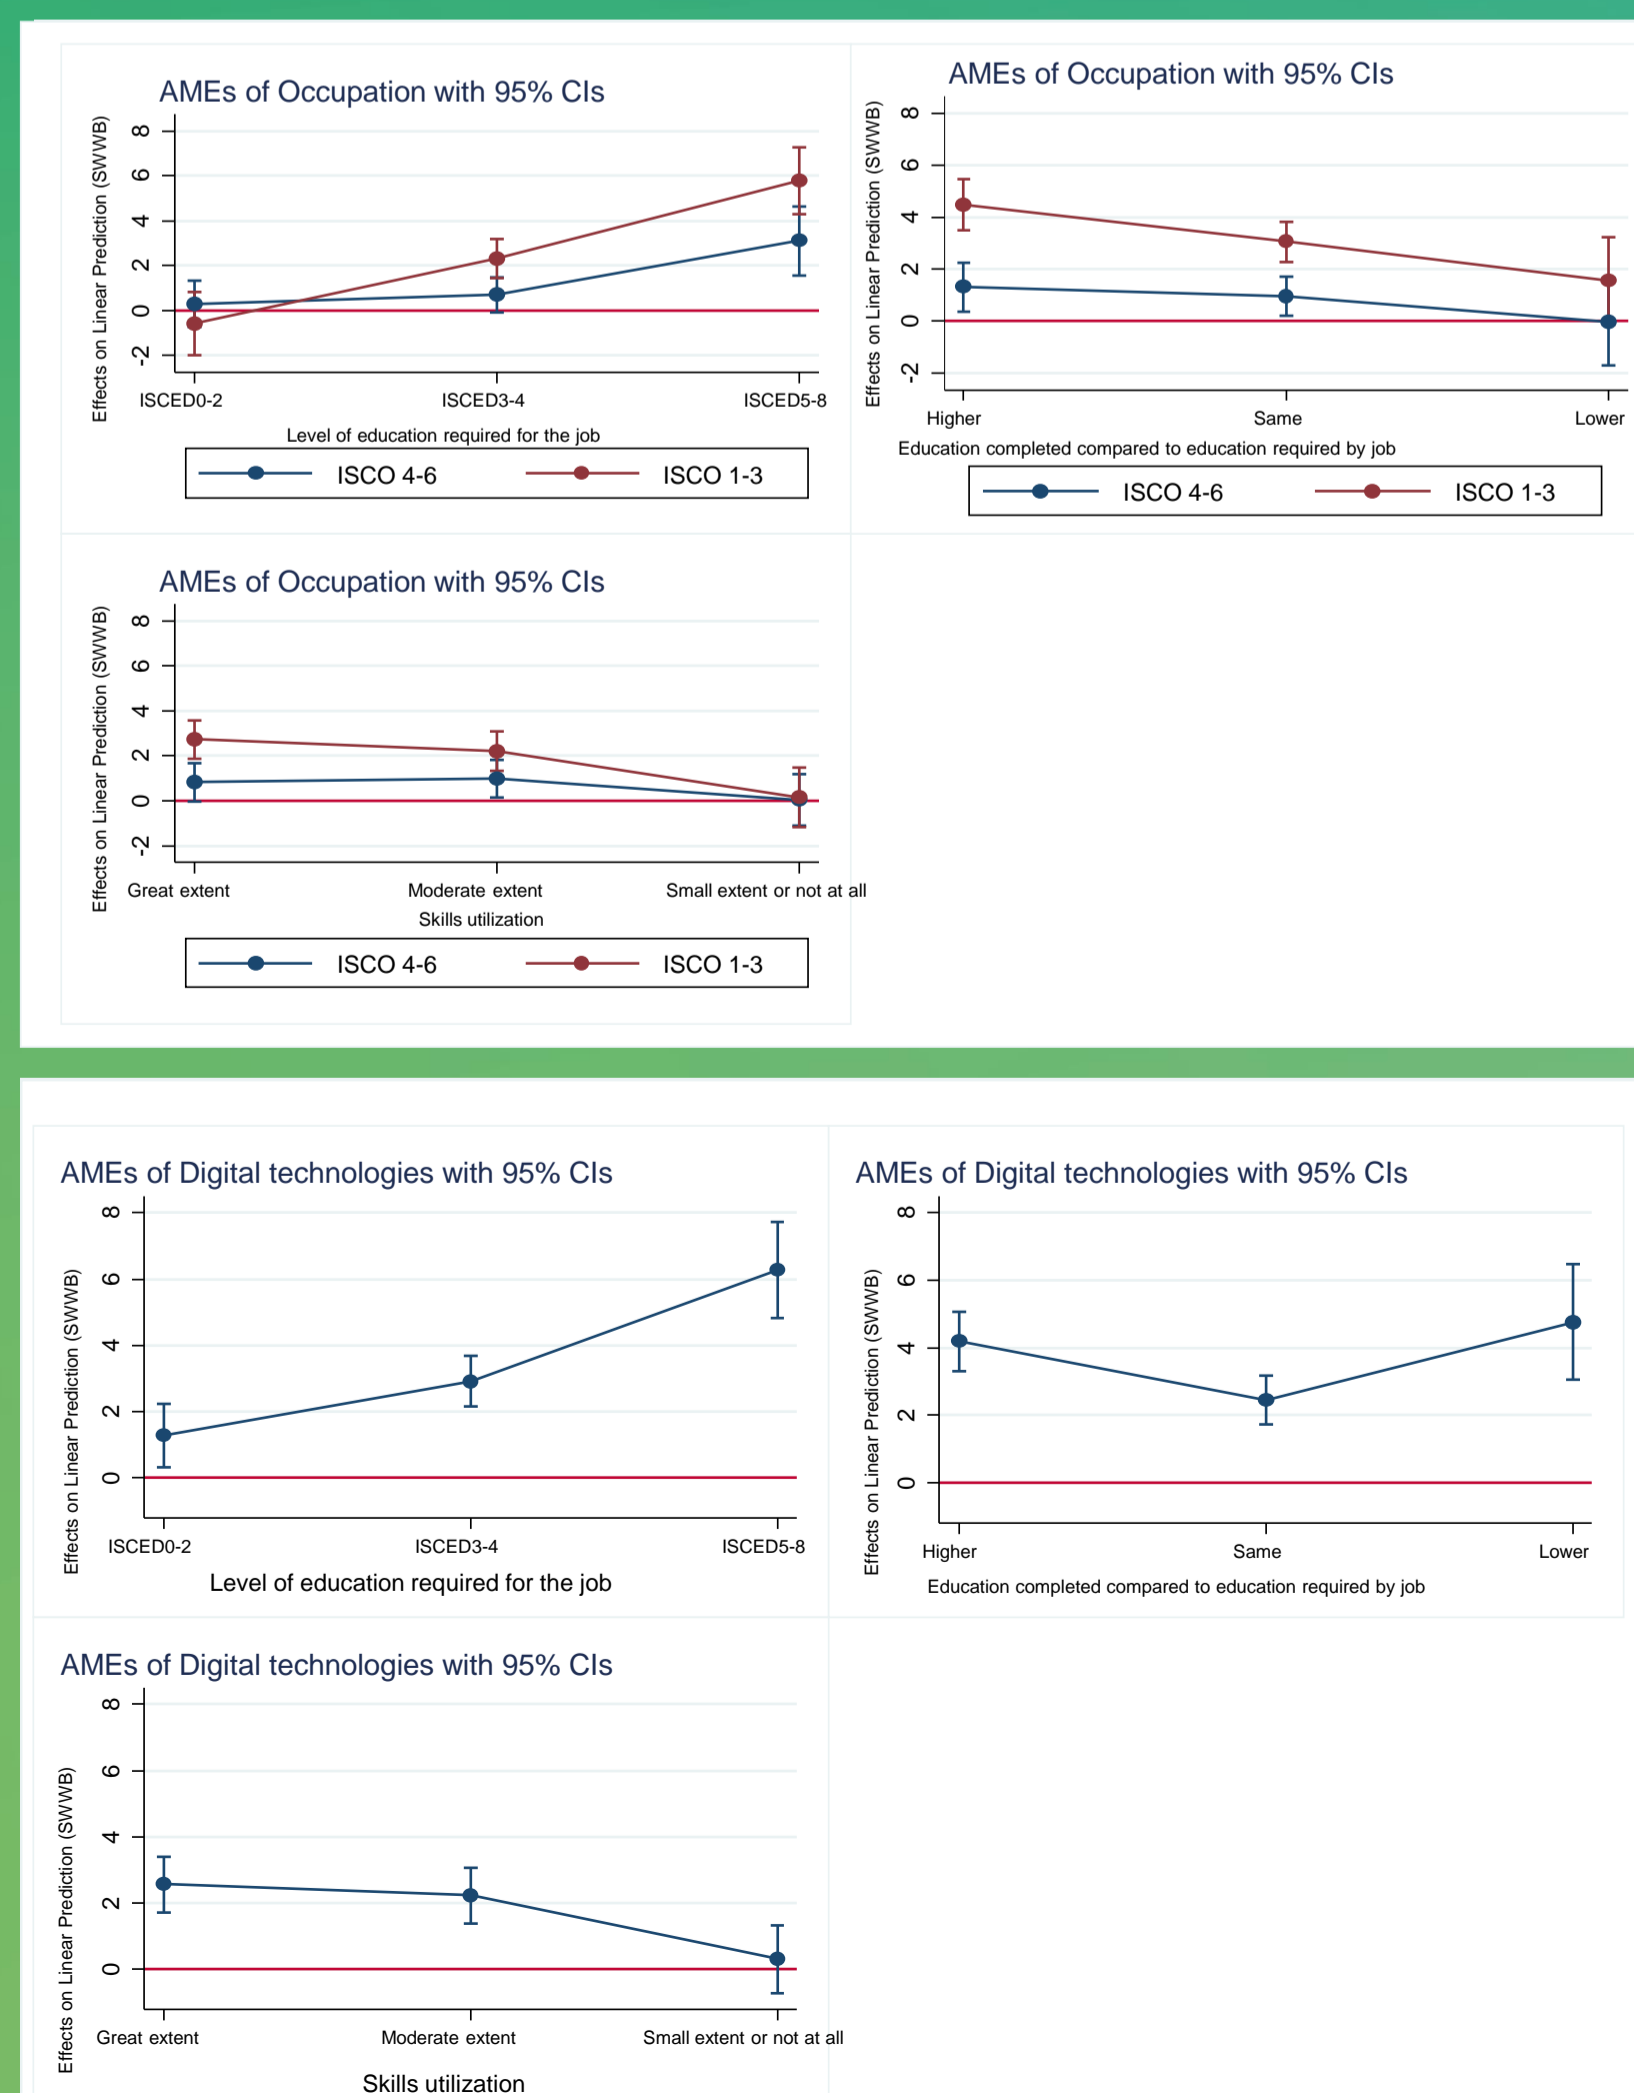 AMEs of Occupation with 95% CIs
Effects on Linear Prediction (SWWB)
8
6
4
2
0
-2
ISCED0-2 ISCED3-4 ISCED5-8
Level of education required for the job
ISCO 4-6 ISCO 1-3
AMEs of Occupation with 95% CIs
Effects on Linear Prediction (SWWB)
8
6
4
2
0
-2
Higher Same Lower
Education completed compared to education required by job
ISCO 4-6 ISCO 1-3
AMEs of Occupation with 95% CIs
Effects on Linear Prediction (SWWB)
8
6
4
2
0
-2
Great extent Moderate extent Small extent or not at all
Skills utilization
ISCO 4-6 ISCO 1-3
AMEs of Digital technologies with 95% CIs
Effects on Linear Prediction (SWWB)
8
6
4
2
0
ISCED0-2 ISCED3-4 ISCED5-8
Level of education required for the job
AMEs of Digital technologies with 95% CIs
Effects on Linear Prediction (SWWB)
8
6
4
2
0
Higher Same Lower
Education completed compared to education required by job
AMEs of Digital technologies with 95% CIs
Effects on Linear Prediction (SWWB)
8
6
4
2
0
Great extent Moderate extent Small extent or not at all
Skills utilization